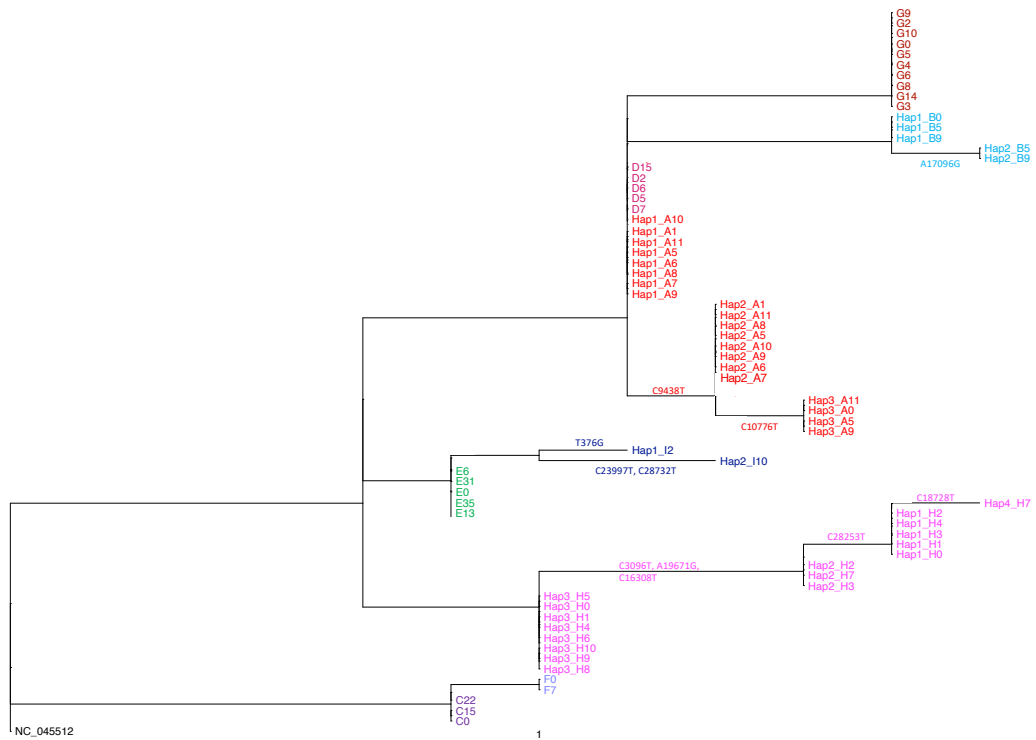 G9
G2
G10
G0
G5
G4
G6
G8
G14
G3
Hap1_B0
Hap1_B5
Hap1_B9
Hap2_B5
Hap2_B9
A17096G
D15
D2
D6
D5
D7
Hap1_A10
Hap1_A1
Hap1_A11
Hap1_A5
Hap1_A6
Hap1_A8
Hap1_A7
Hap1_A9
Hap2_A1
Hap2_A11
Hap2_A8
Hap2_A5
Hap2_A10
Hap2_A9
Hap2_A6
Hap2_A7
C9438T
Hap3_A11
Hap3_A0
Hap3_A5
Hap3_A9
C10776T
T376G
Hap1_I2
Hap2_I10
C23997T, C28732T
E6
E31
E0
E35
E13
C18728T
Hap4_H7
Hap1_H2
Hap1_H4
Hap1_H3
Hap1_H1
Hap1_H0
C28253T
Hap2_H2
Hap2_H7
Hap2_H3
C3096T, A19671G,
C16308T
Hap3_H5
Hap3_H0
Hap3_H1
Hap3_H4
Hap3_H6
Hap3_H10
Hap3_H9
Hap3_H8
F0
F7
C22
C15
C0
NC_045512
1